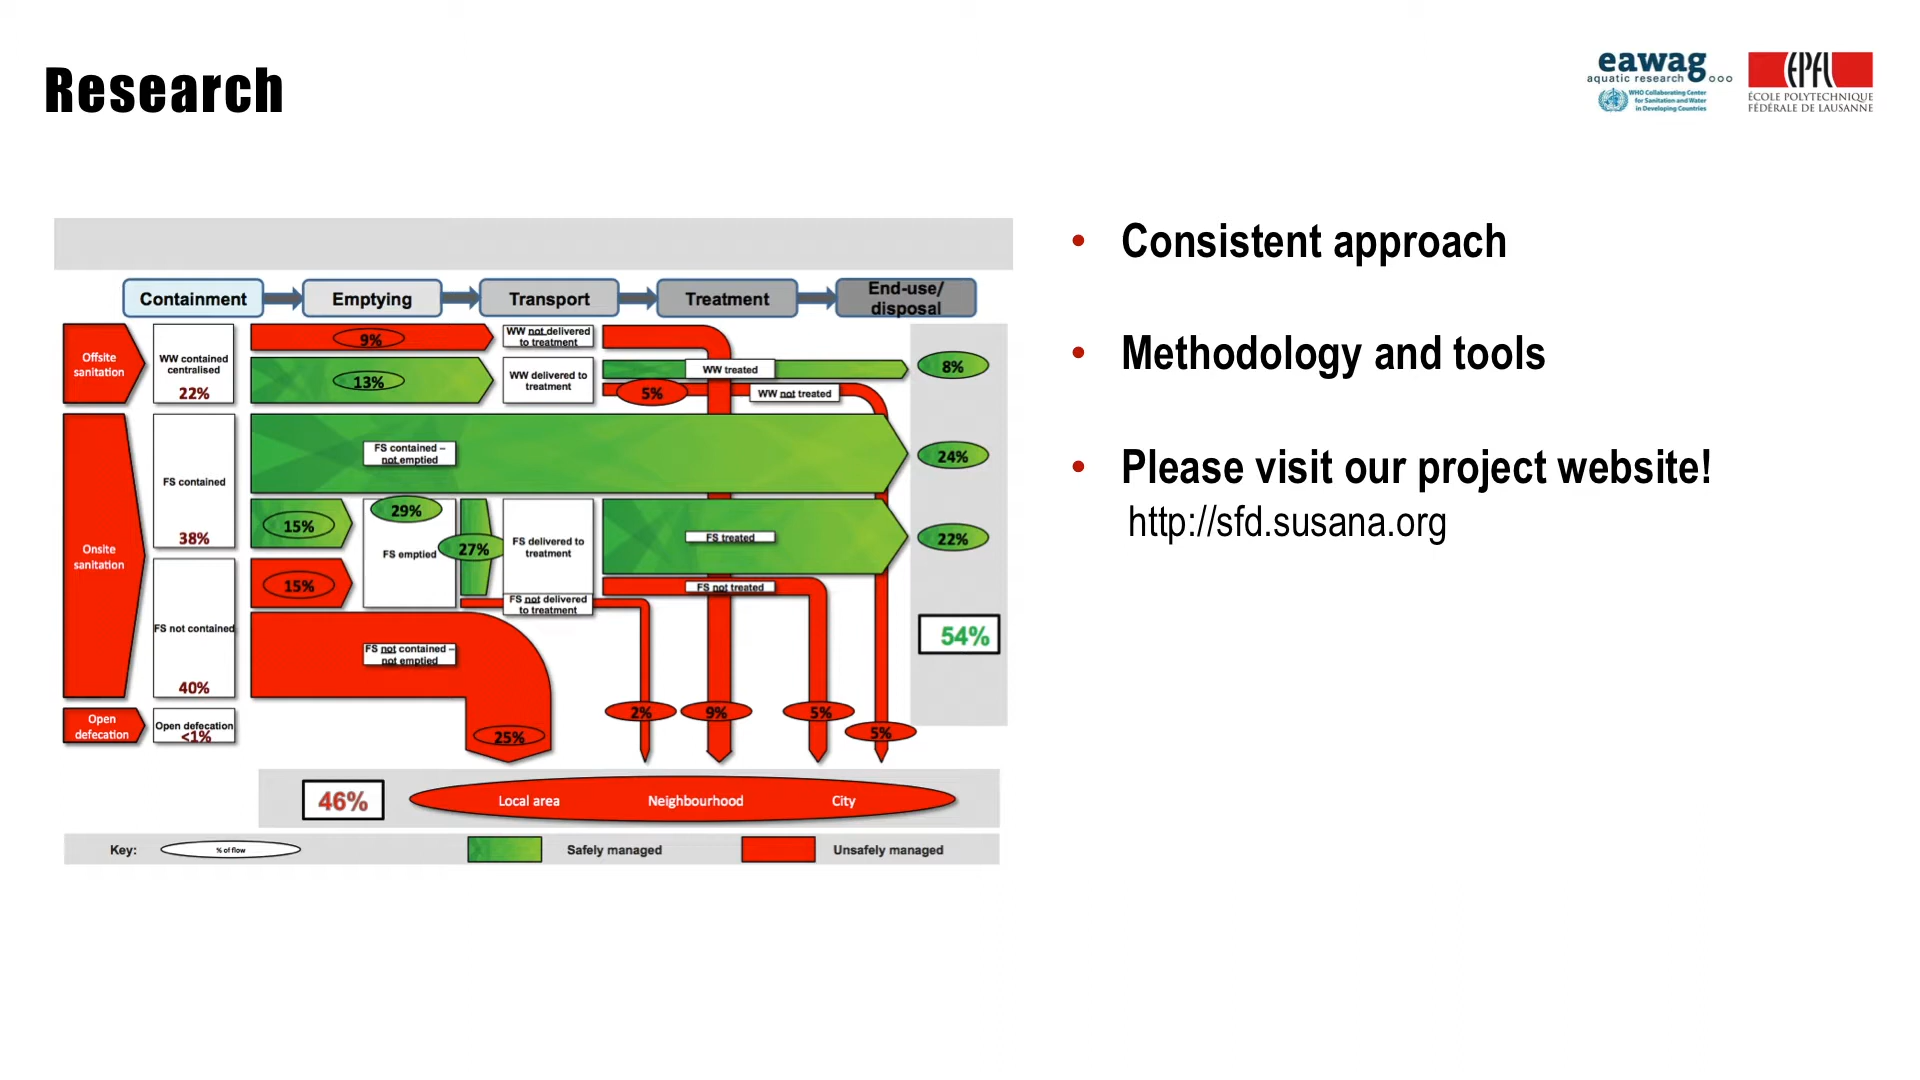 Research
eawag
aquatic research
WHO Collaborating Center
for Sanitation and Water
in Developing Countries
EPFL
ÉCOLE POLYTECHNIQUE
FÉDÉRALE DE LAUSANNE
Containment
Emptying
Transport
Treatment
End-use/
disposal
Offsite
sanitation
WW contained
centralised
22%
9%
13%
WW not delivered
to treatment
WW delivered to
treatment
WW treated
5%
WW not treated
8%
Onsite
sanitation
FS contained
38%
FS contained –
not emptied
24%
15%
29%
FS emptied
27%
FS delivered to
treatment
FS treated
22%
15%
FS not delivered
to treatment
FS not treated
FS not contained
40%
FS not contained –
not emptied
54%
Open
defecation
Open defecation
<1%
25%
2%
9%
5%
5%
46%
Local area
Neighbourhood
City
Key:
% of flow
Safely managed
Unsafely managed
• Consistent approach
• Methodology and tools
• Please visit our project website!
http://sfd.susana.org